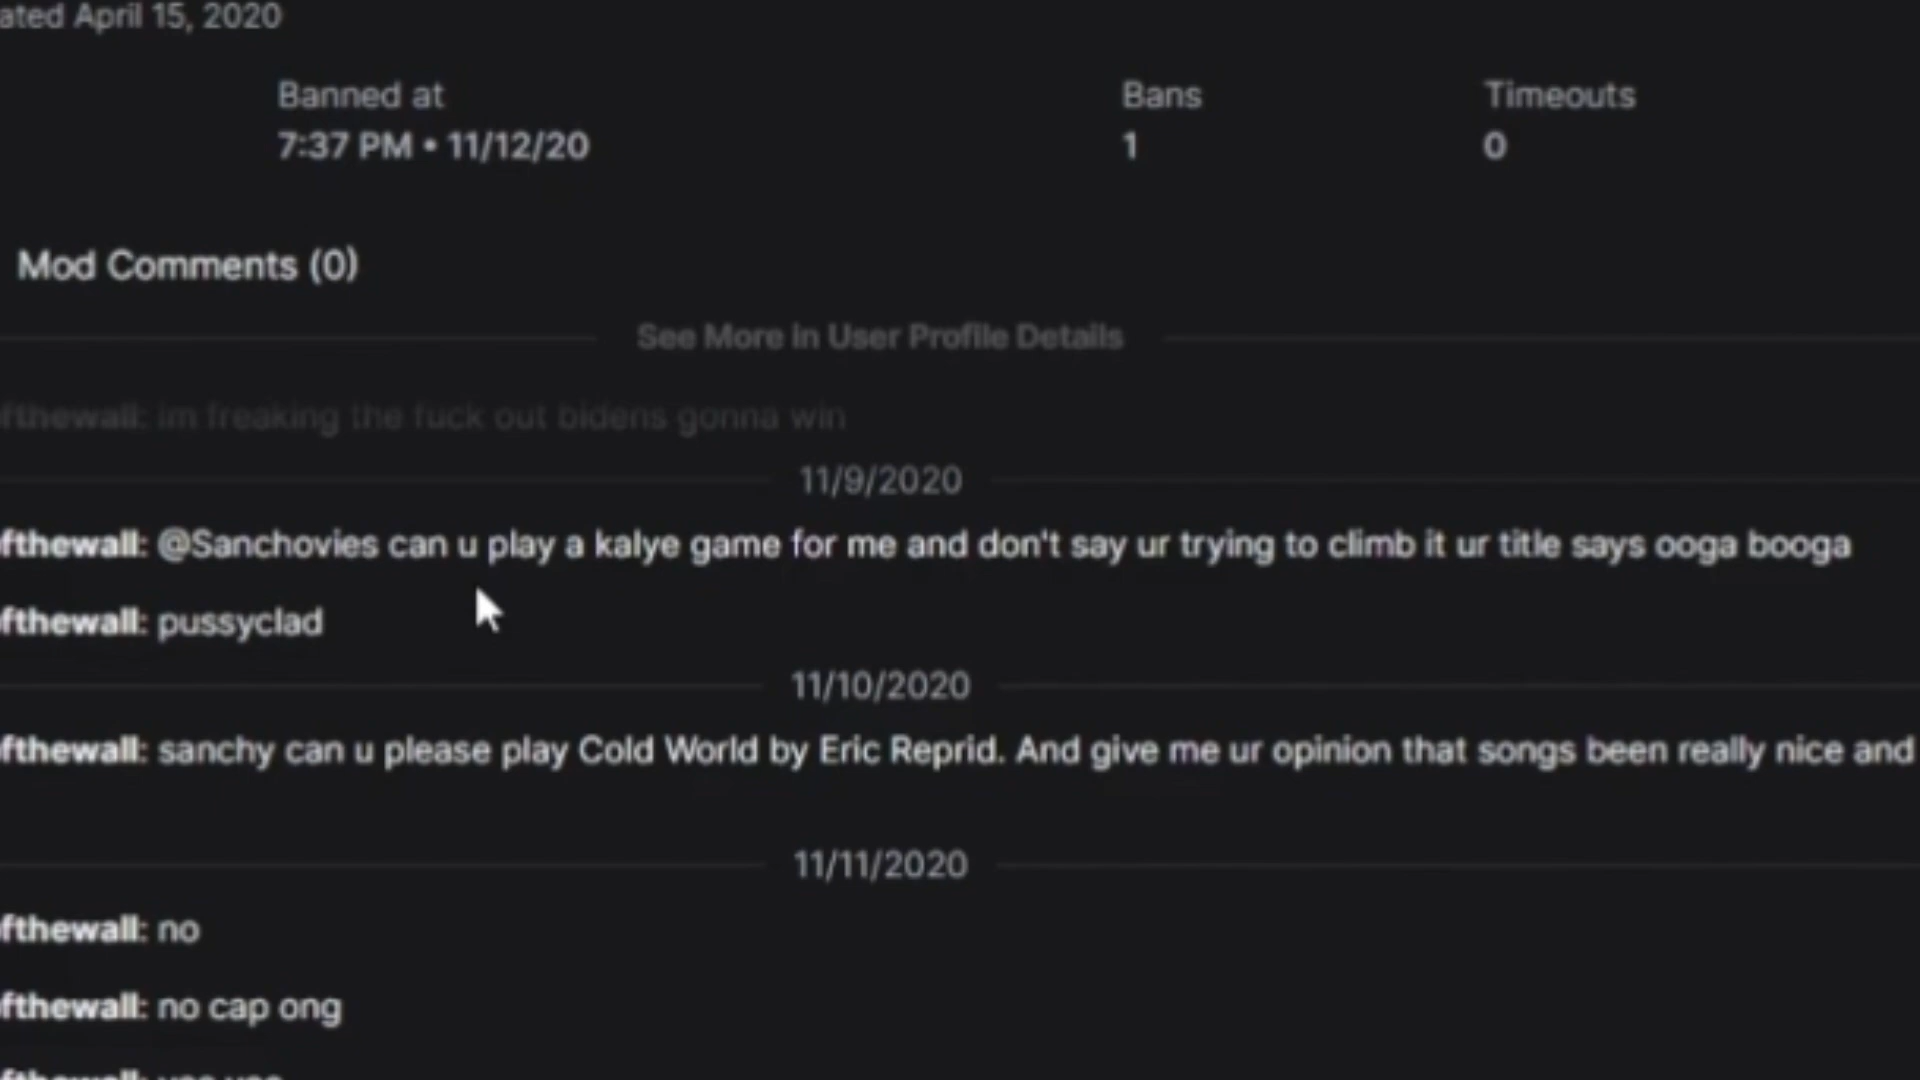 ated April 15, 2020
Banned at Bans Timeouts
7:37 PM • 11/12/20 1 0
Mod Comments (0)
See More in User Profile Details
fthewall: im freaking the fuck out bidens gonna win
11/9/2020
fthewall: @Sanchovies can u play a kalye game for me and don't say ur trying to climb it ur title says ooga booga
fthewall: pussyclad
11/10/2020
fthewall: sanchy can u please play Cold World by Eric Reprid. And give me ur opinion that songs been really nice and
11/11/2020
fthewall: no
fthewall: no cap ong